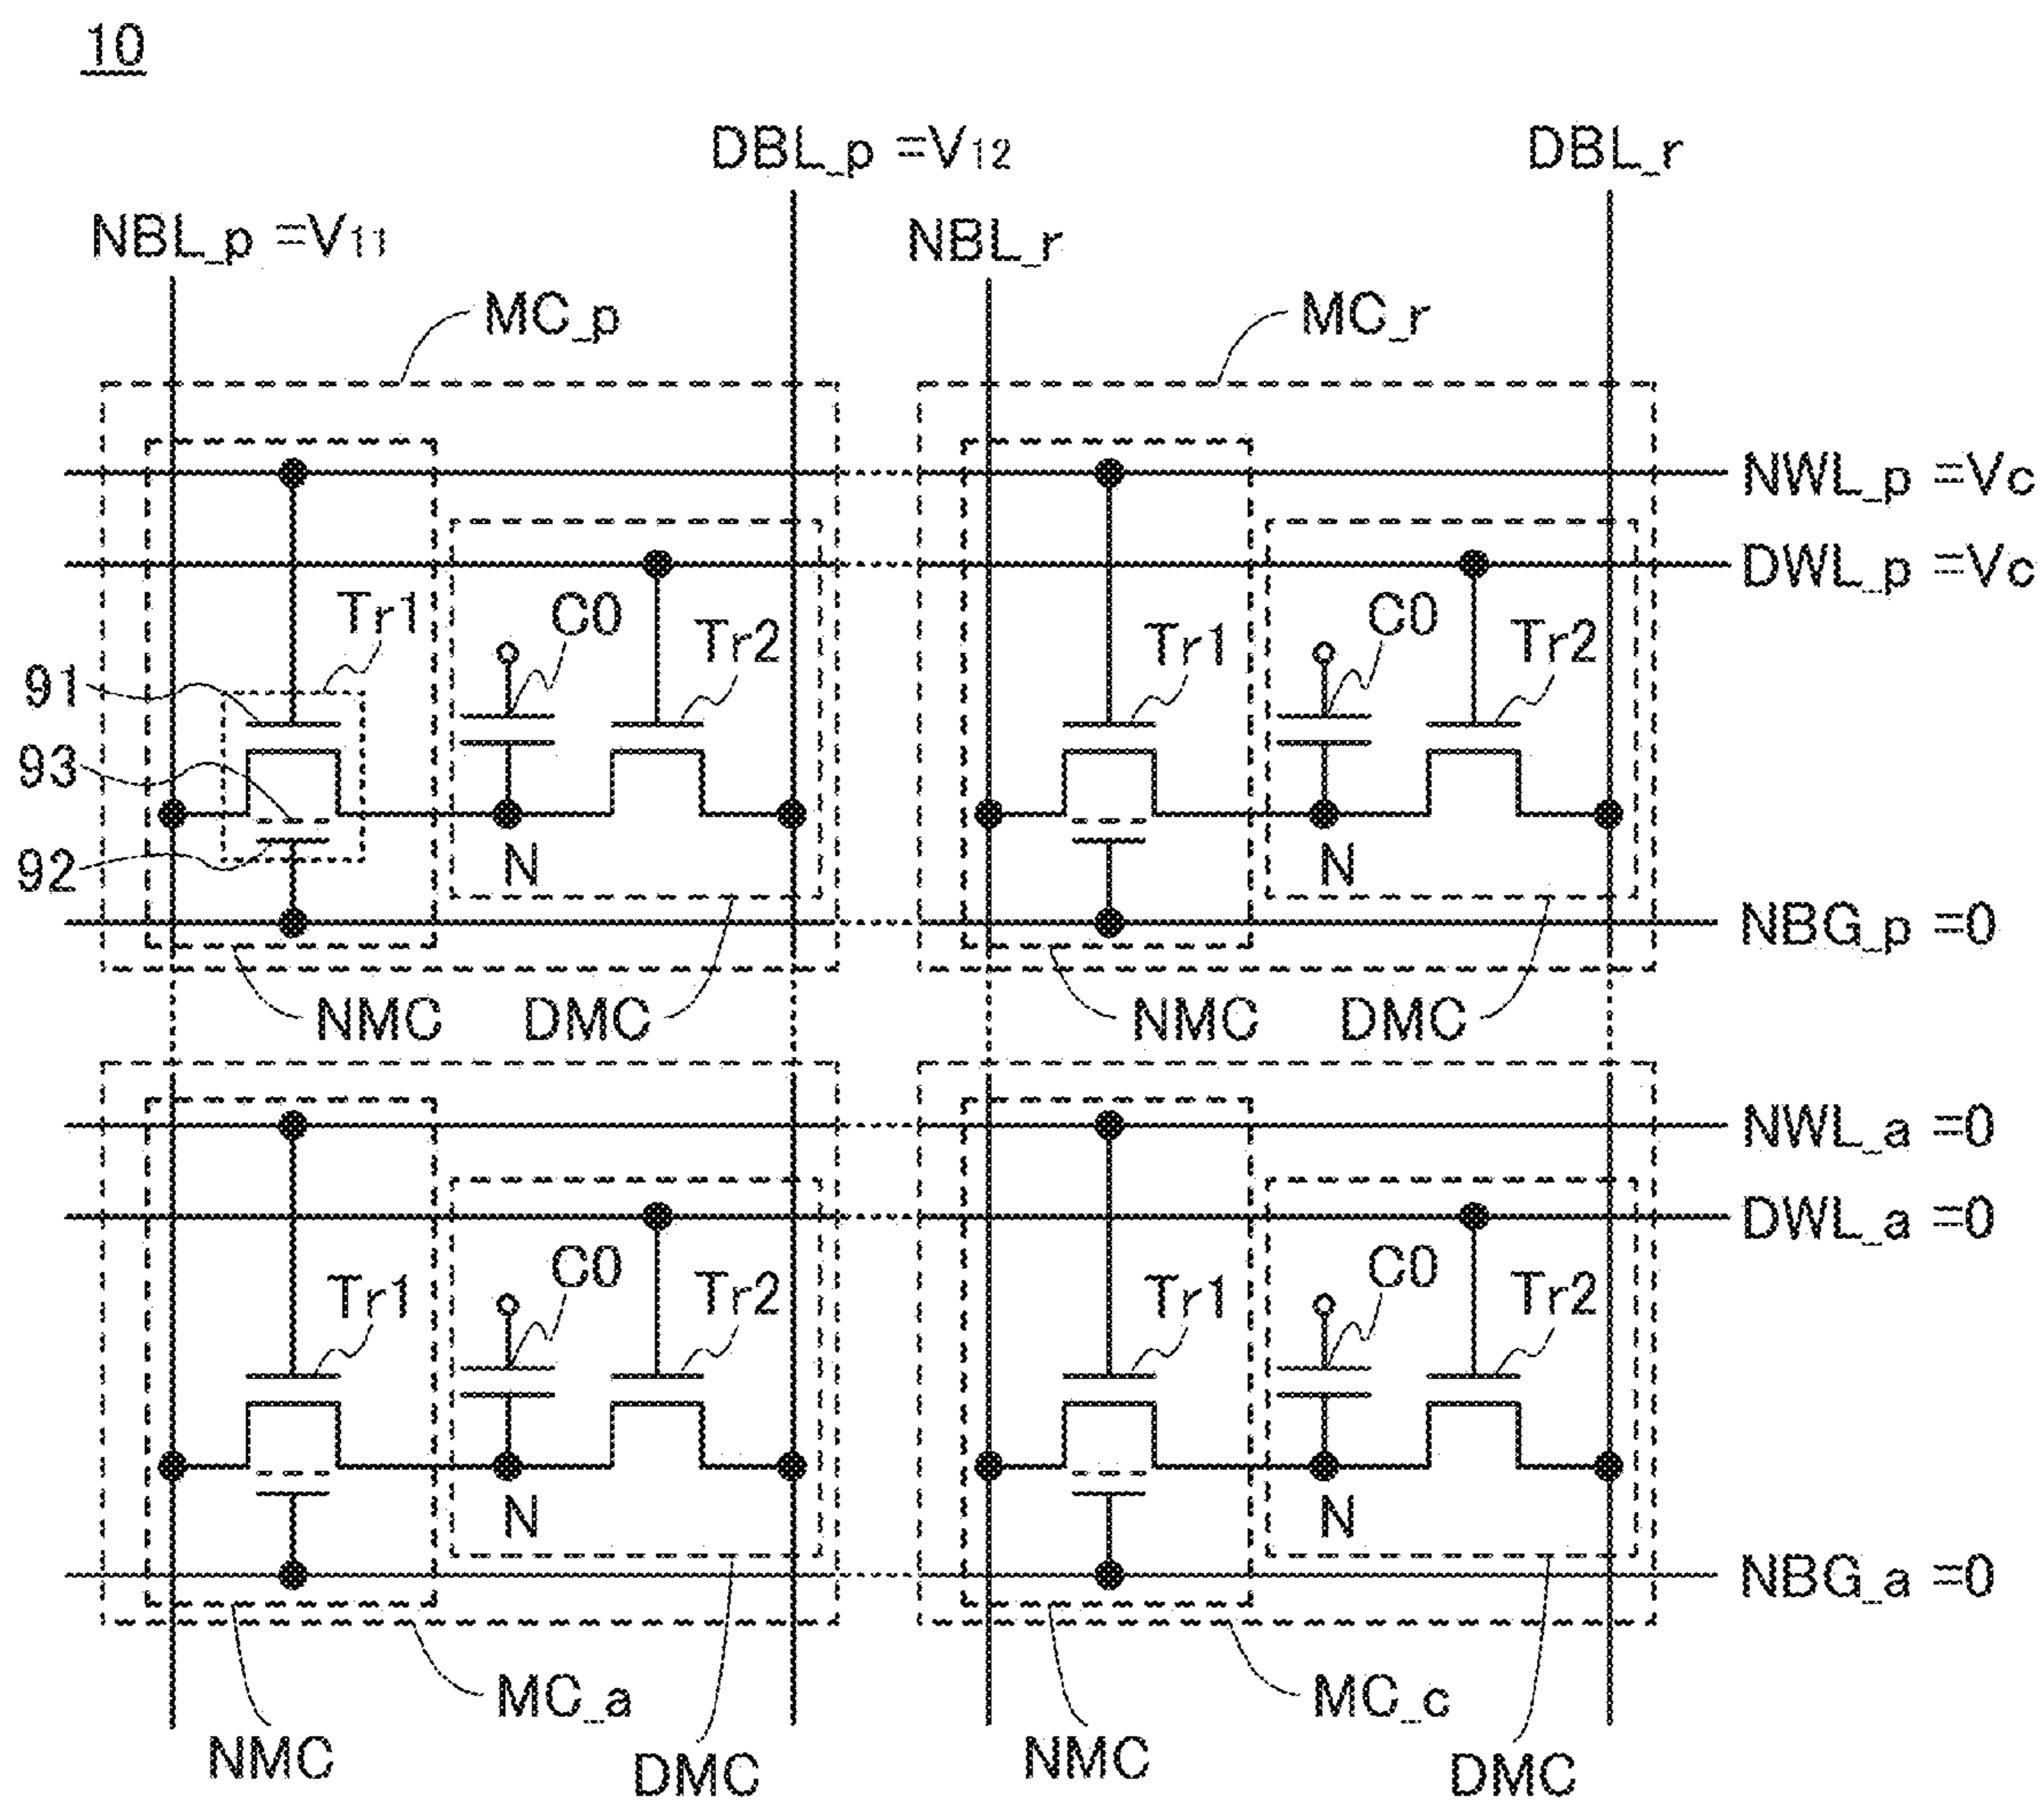 10
DBL_p =V12
DBL_r
NBL_p =V11
NBL_r
MC_p
MC_r
NWL_p =Vc
DWL_p =Vc
Tr1
C0
Tr2
Tr1
C0
Tr2
91
93
92
N
N
NBG_p =0
NMC
DMC
NMC
DMC
NWL_a =0
DWL_a =0
Tr1
C0
Tr2
Tr1
C0
Tr2
N
N
NBG_a =0
MC_a
MC_c
NMC
DMC
NMC
DMC